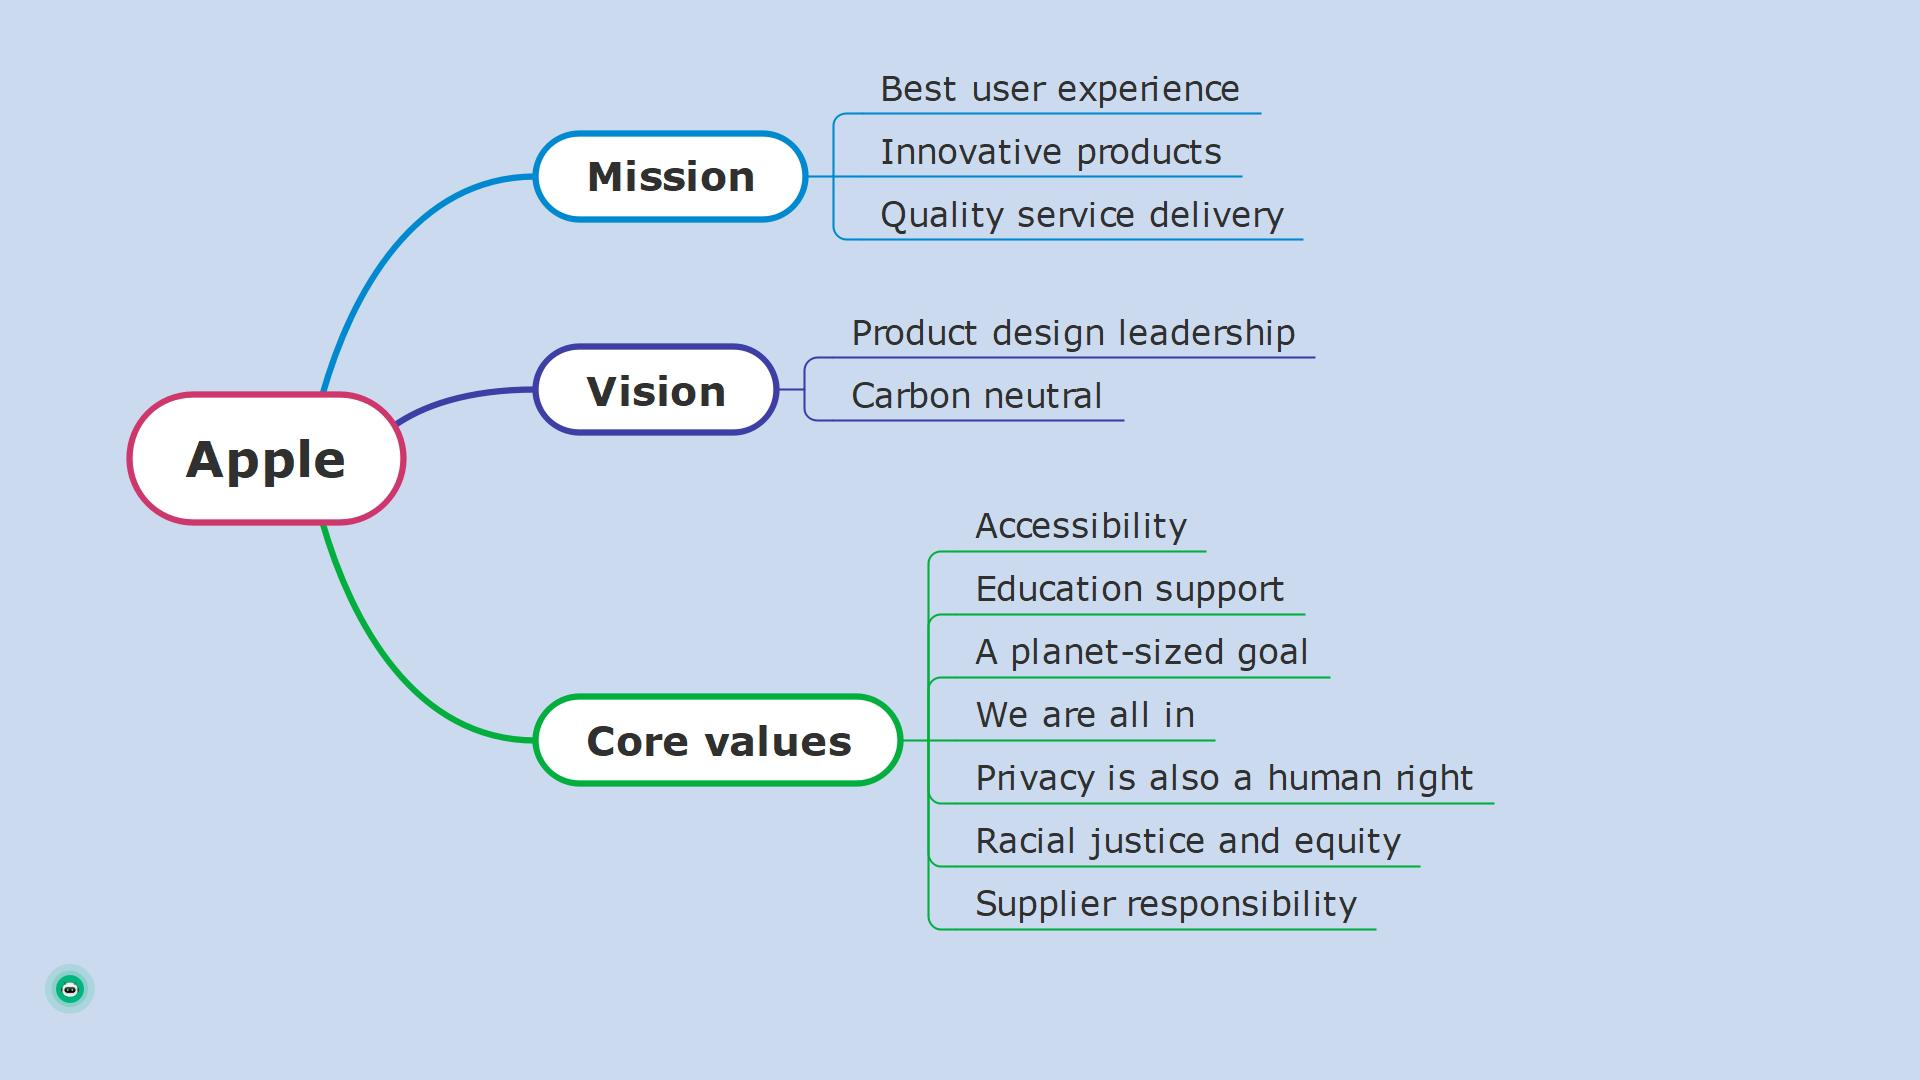 Apple
Mission
Best user experience
Innovative products
Quality service delivery
Vision
Product design leadership
Carbon neutral
Core values
Accessibility
Education support
A planet-sized goal
We are all in
Privacy is also a human right
Racial justice and equity
Supplier responsibility